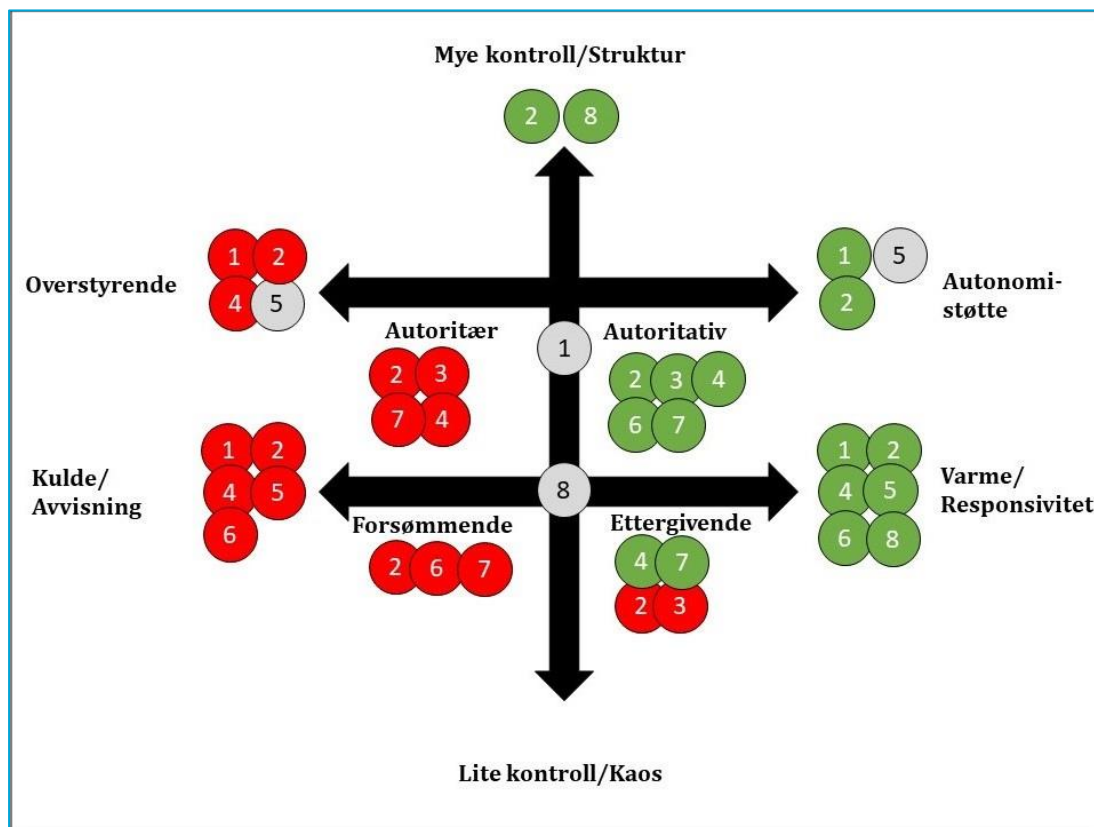 Mye kontroll/Struktur
2 8
1 2
1 5
Overstyrende
4 5
2
Autonomi-
støtte
Autoritær
1
Autoritativ
2 3
2 3 4
7 4
6 7
Kulde/
Avvisning
1 2
4 5
6
8
1 2
4 5
6 8
Varme/
Responsivitet
Forsømmende
Ettergivende
2 6 7
4 7
2 3
Lite kontroll/Kaos